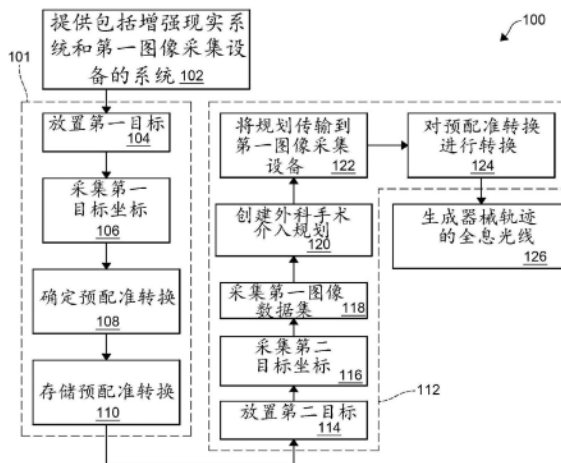 100
提供包括增强现实系
统和第一图像采集设
备的系统 102
101
放置第一目标
104
采集第一
目标坐标
106
确定预配准转换
108
存储预配准转换
110
112
放置第二目标
114
采集第二
目标坐标 116
采集第一图像
数据集 118
创建外科手术
介入规划
120
将规划传输到
第一图像采集
设备 122
对预配准转换
进行转换
124
生成器械轨迹
的全息光线
126